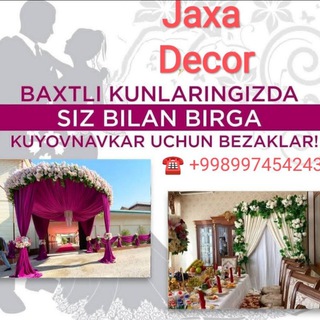 Jaxa
Decor
BAXTLI KUNLARINGIZDA
SIZ BILAN BIRGA
KUYOVNAVKAR UCHUN BEZAKLAR!
☎ +998997454243